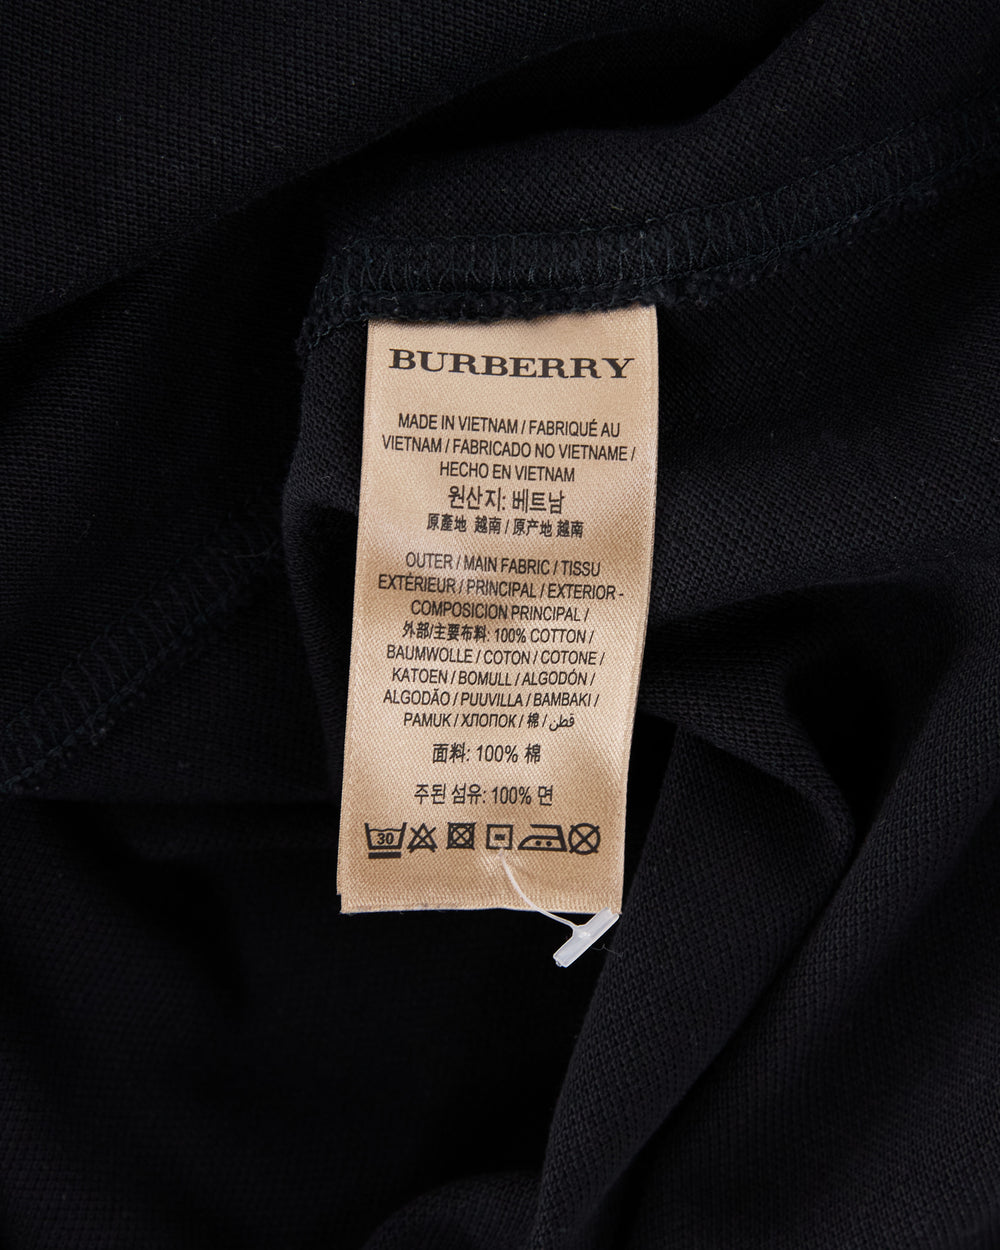 BURBERRY
MADE IN VIETNAM / FABRIQUÉ AU
VIETNAM / FABRICADO NO VIETNAME /
HECHO EN VIETNAM
원산지: 베트남
原產地 越南 / 原产地 越南
OUTER / MAIN FABRIC / TISSU
EXTÉRIEUR / PRINCIPAL / EXTERIOR -
COMPOSICION PRINCIPAL /
外部/主要布料: 100% COTTON /
BAUMWOLLE / COTON / COTONE /
KATOEN / BOMULL / ALGODÓN /
ALGODÃO / PUUVILLA / BAMBAKI /
PAMUK / ХЛОПОК / 棉 / قطن
面料: 100% 棉
주된 섬유: 100% 면
30